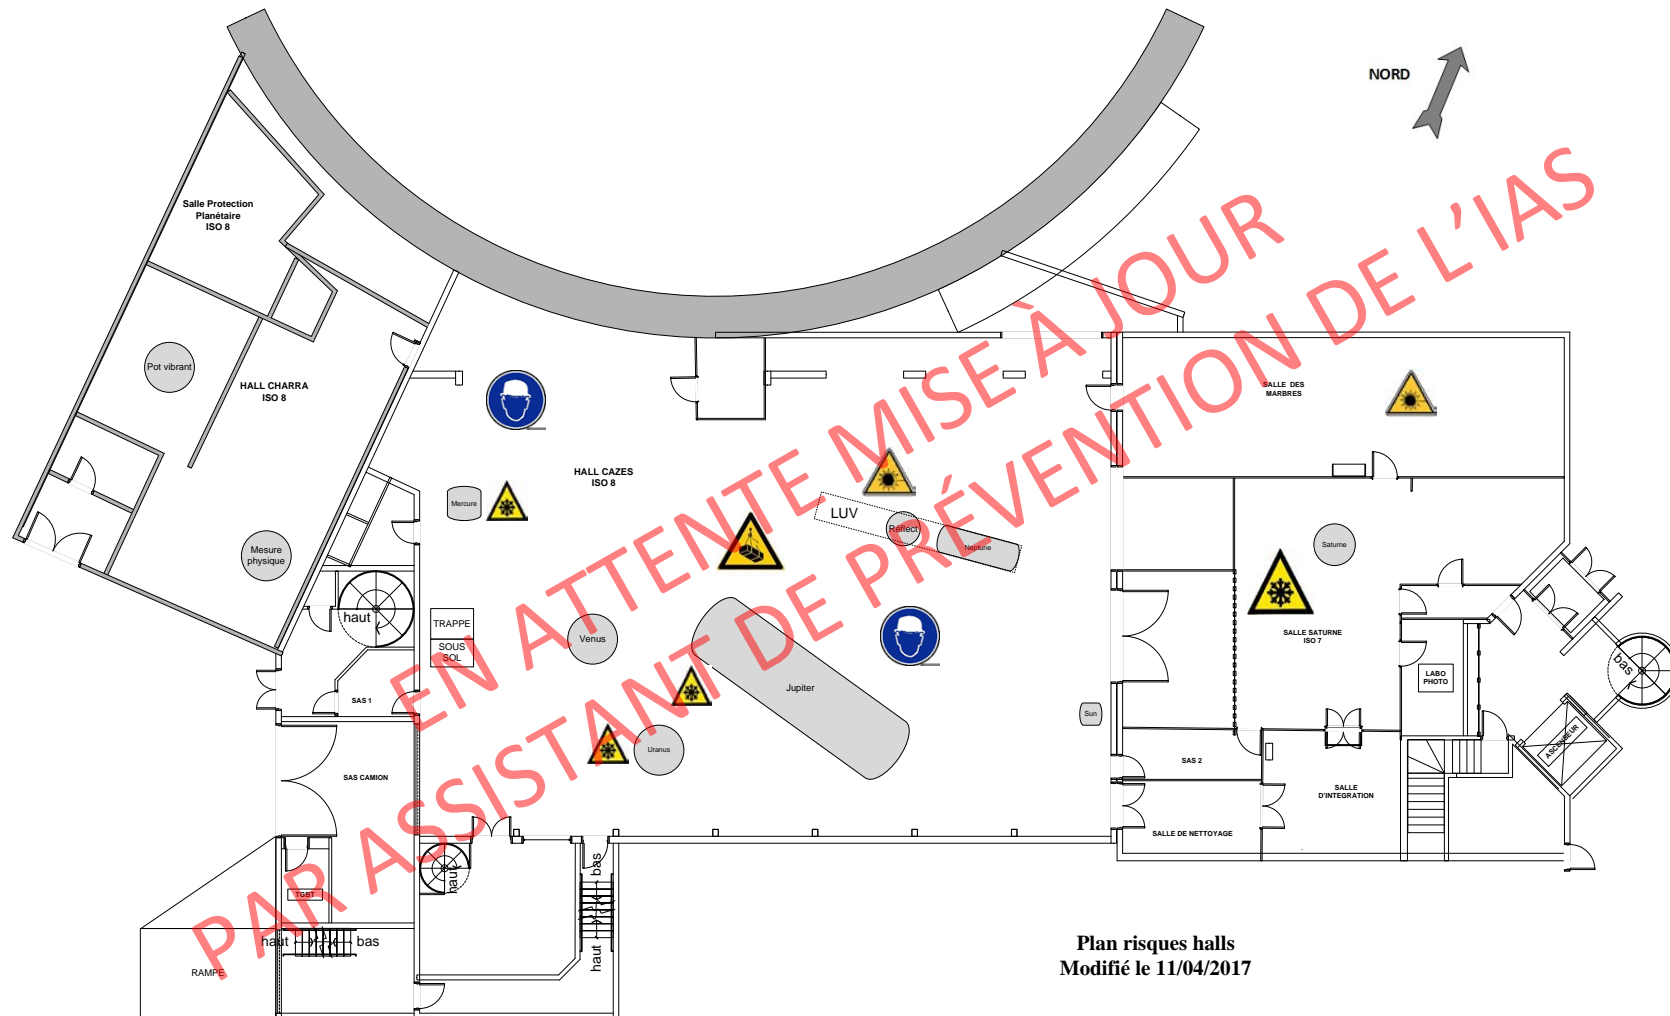 NORD
Salle Protection
Planétaire
ISO 8
Pot vibrant
HALL CHARRA
ISO 8
SALLE DES
MARBRES
HALL CAZES
ISO 8
Mercure
LUV
Réflect
Neptune
Saturne
Mesure
physique
haut
TRAPPE
SOUS
SOL
Venus
SALLE SATURNE
ISO 7
bas
LABO
PHOTO
Jupiter
SAS 1
Sun
Uranus
ASCENSEUR
SAS 2
SAS CAMION
SALLE
D'INTEGRATION
SALLE DE NETTOYAGE
haut
bas
TGBT
haut
bas
haut
RAMPE
EN ATTENTE MISE À JOUR
PAR ASSISTANT DE PRÉVENTION DE L'IAS
Plan risques halls
Modifié le 11/04/2017